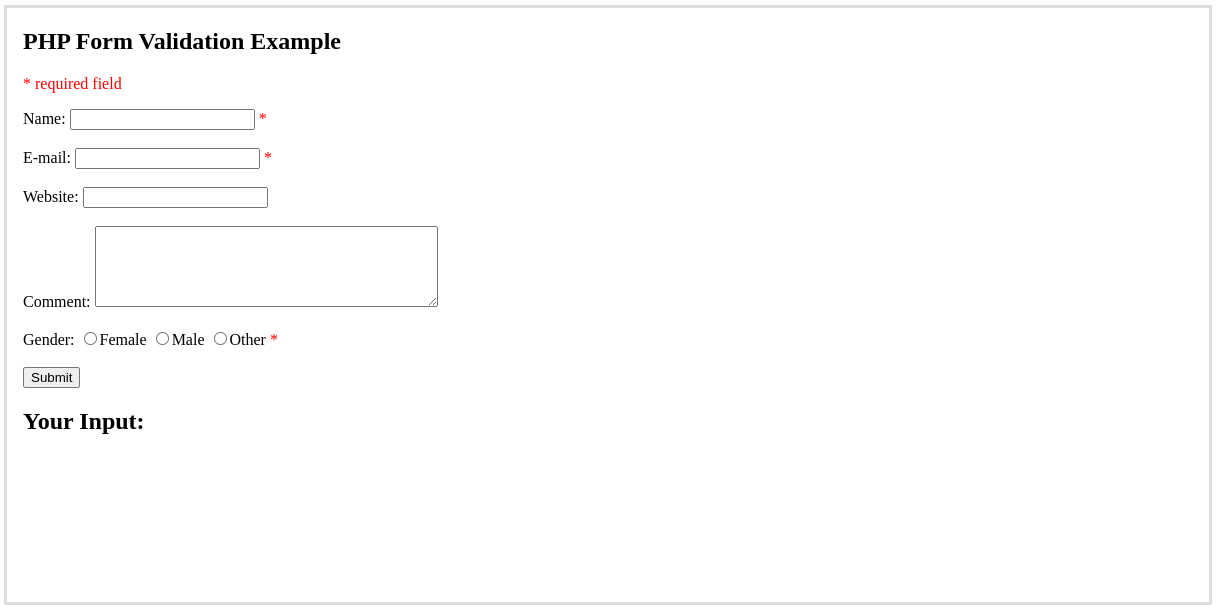 PHP Form Validation Example
* required field
Name: *
E-mail: *
Website:
Comment:
Gender: Female Male Other *
Submit
Your Input: